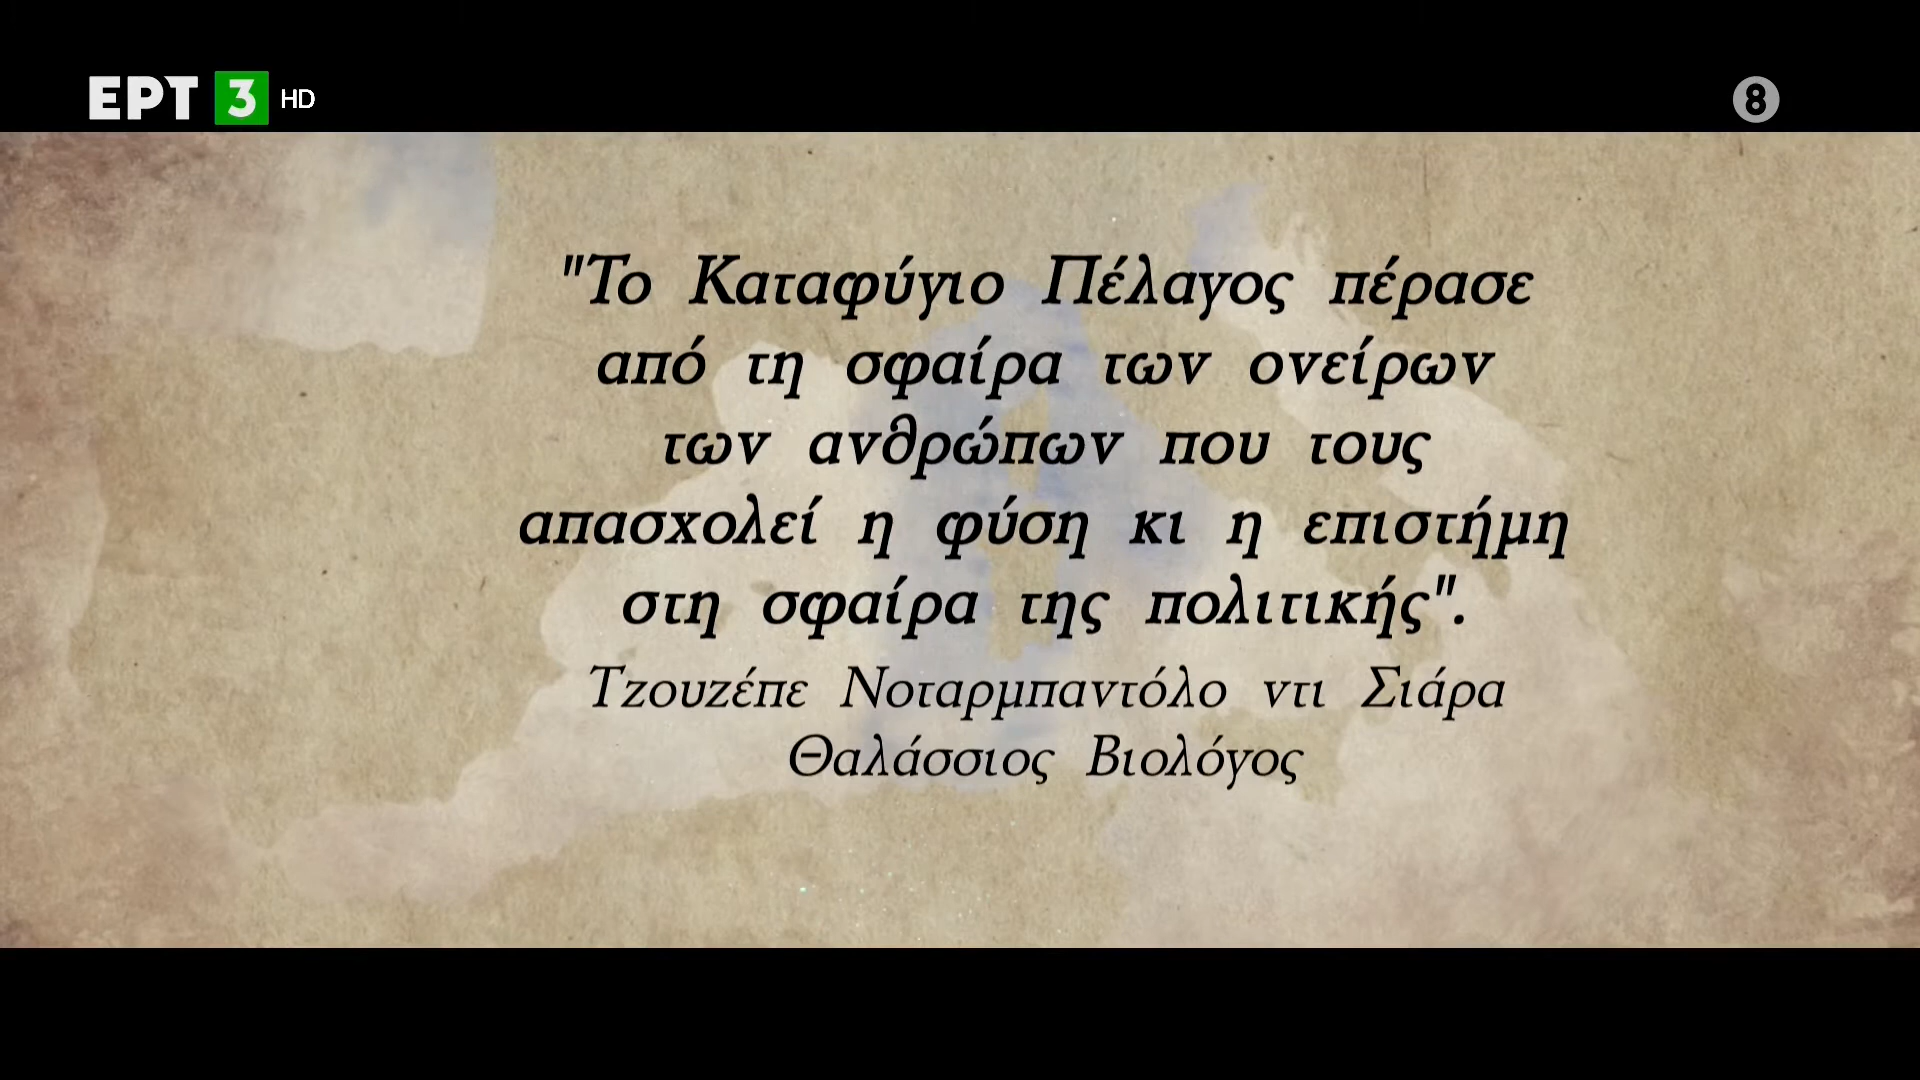 ΕΡΤ 3 HD
8
"Το Καταφύγιο Πέλαγος πέρασε
από τη σφαίρα των ονείρων
των ανθρώπων που τους
απασχολεί η φύση κι η επιστήμη
στη σφαίρα της πολιτικής".
Τζουζέπε Νοταρμπαντόλο ντι Σιάρα
Θαλάσσιος Βιολόγος